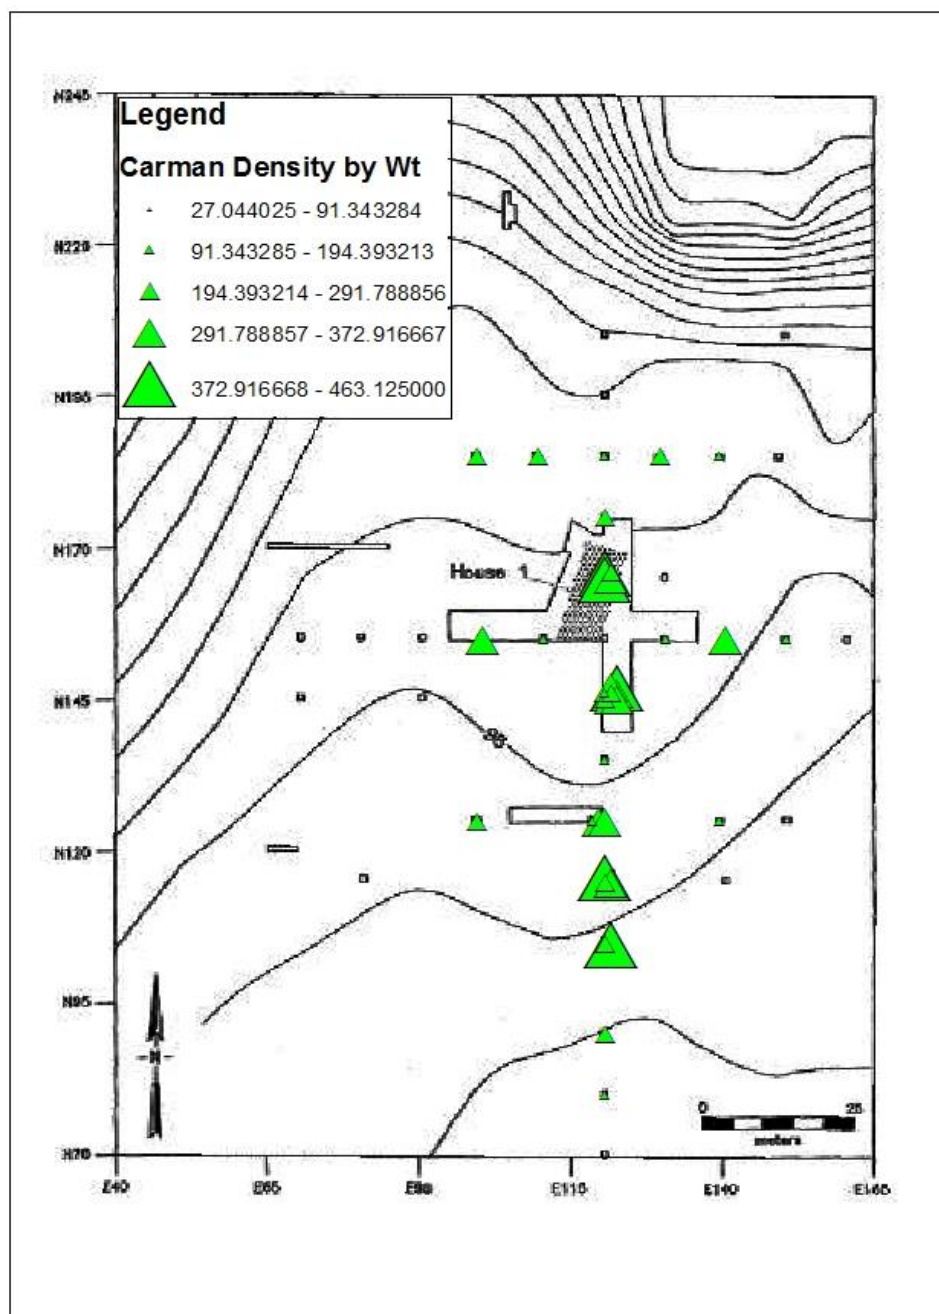 N245
Legend
Carman Density by Wt
27.044025 - 91.343284
91.343285 - 194.393213
194.393214 - 291.788856
291.788857 - 372.916667
372.916668 - 463.125000
N220
N195
N170
House 1
N145
N120
N95
-N-
0 25
meters
N70
E40 E65 E90 E115 E140 E165